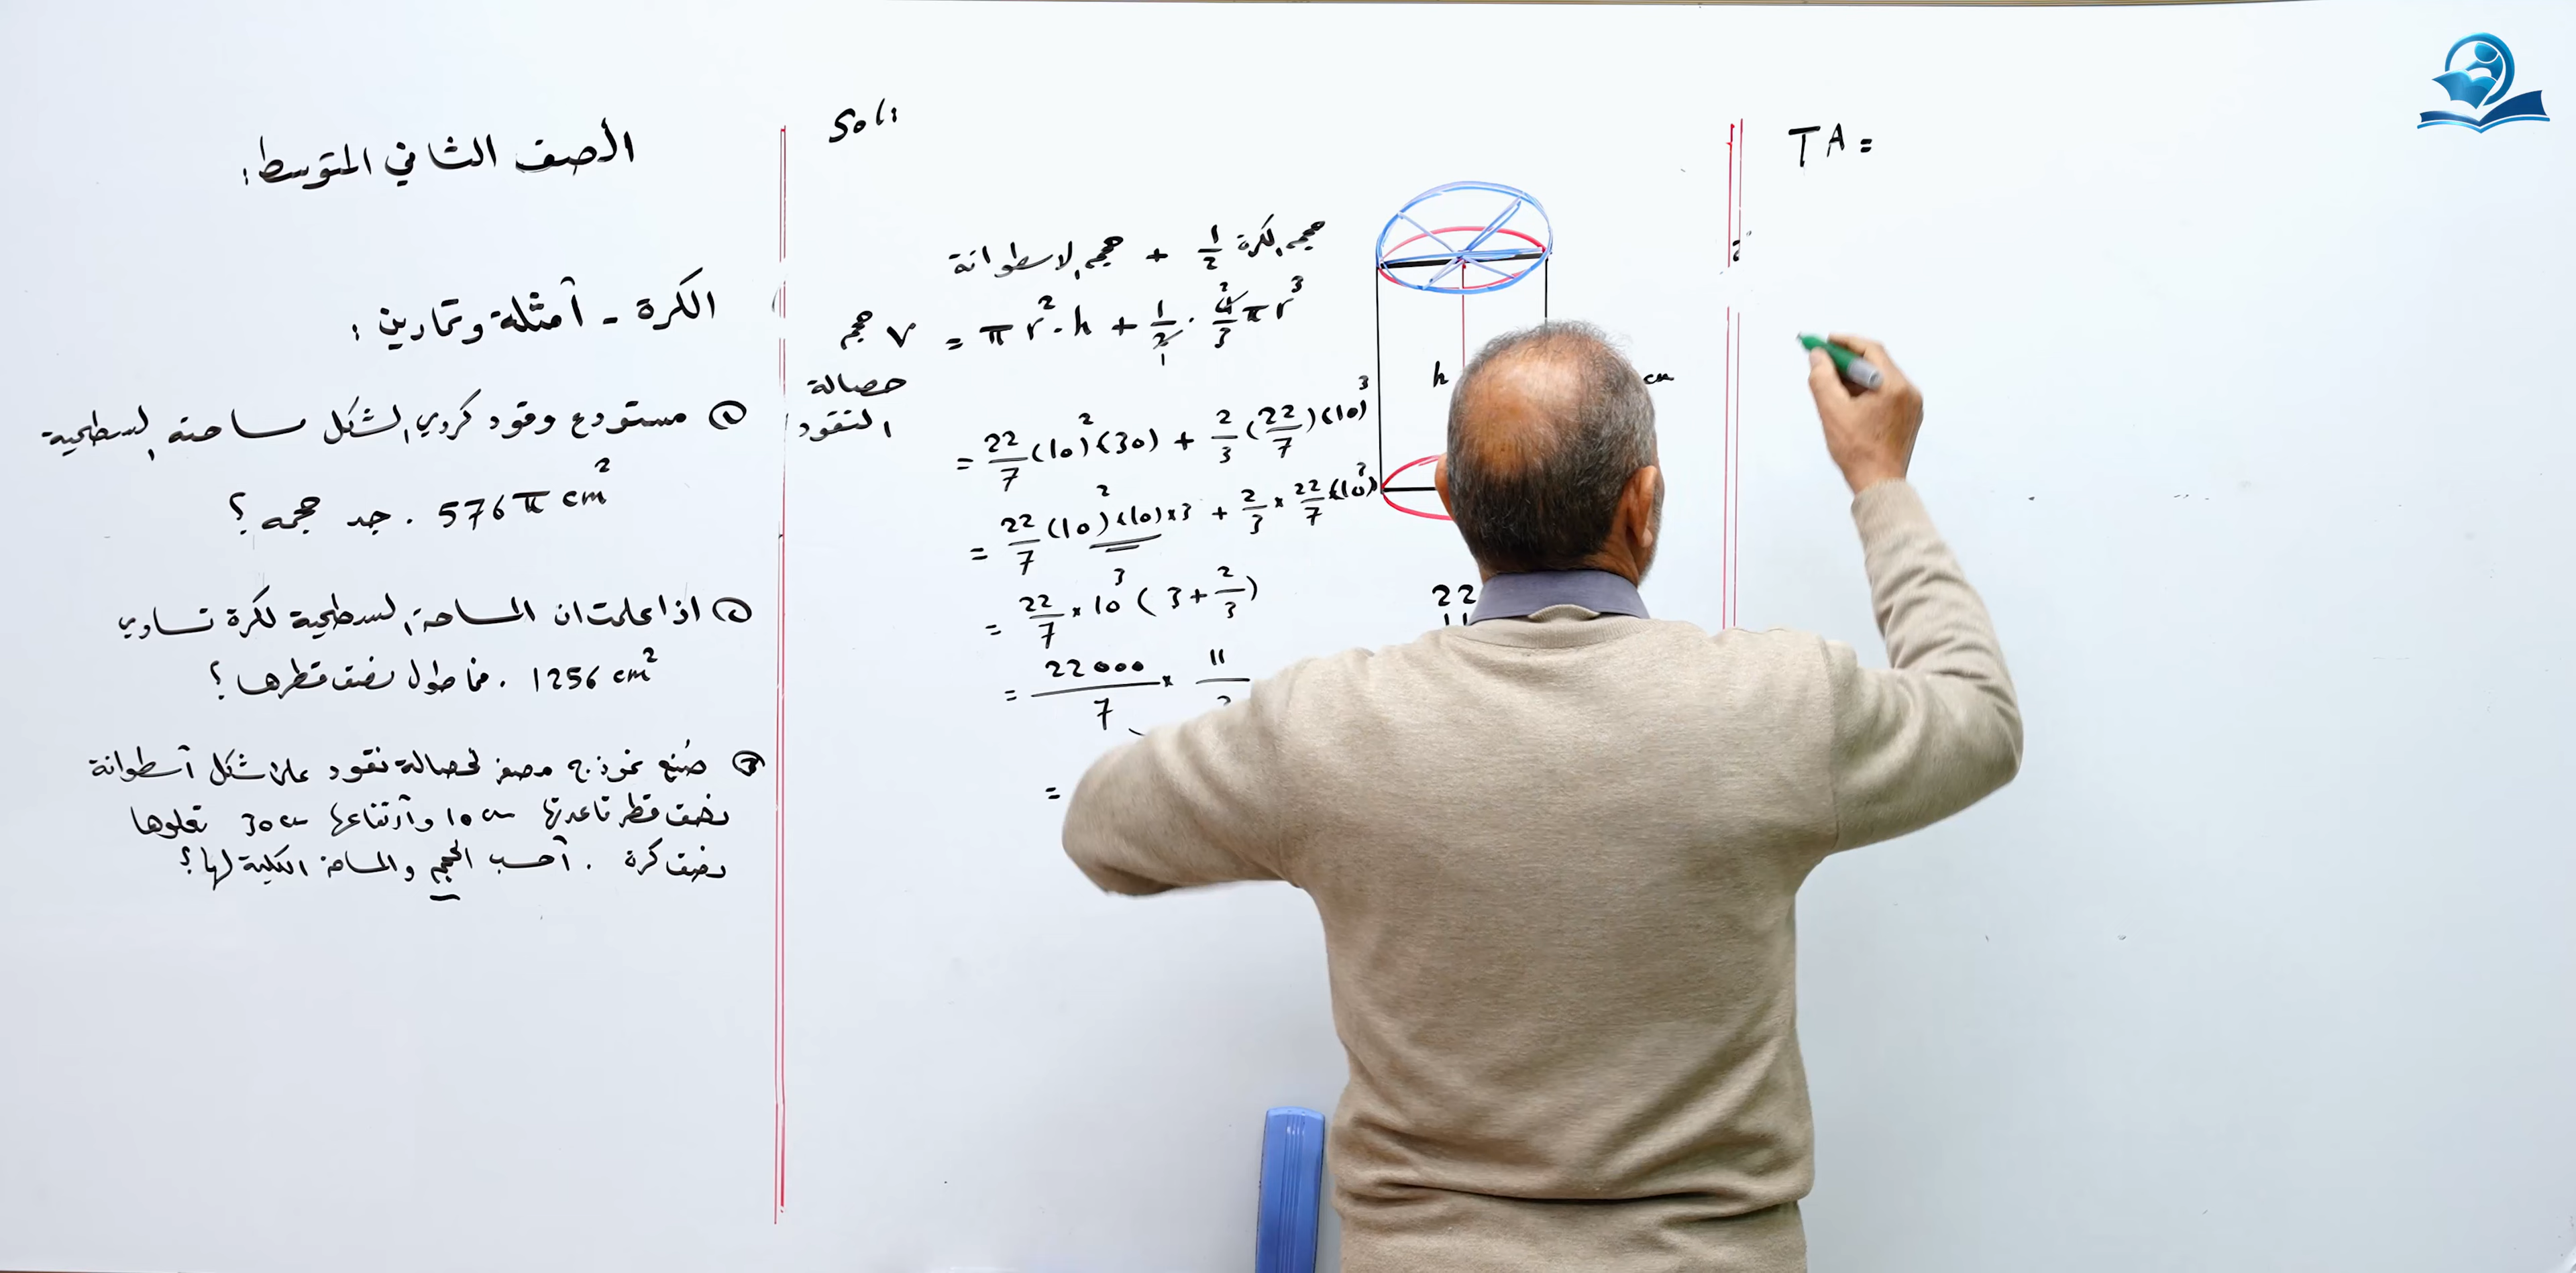 الصف الثاني المتوسط:
الكرة - أمثلة وتمارين:
① مستودع وقود كروي الشكل مساحته السطحية
576 π cm². جد حجمه؟
② اذا علمت ان المساحة السطحية لكرة تساوي
1256 cm². فما طول نصف قطرها؟
③ صُنع نموذج مصغر لحصالة نقود على شكل أسطوانة
نصف قطر قاعدتها 10 cm وأرتفاعها 30 cm تعلوها
نصف كرة. أحسب الحجم والمساحة الكلية لها؟
Sol:
حجم الاسطوانة + 1/2 حجم الكرة
حجم V = π r² · h + 1/2 · 4/3 π r³
حصالة
النقود
= 22/7 (10)² (30) + 2/3 (22/7) (10)³
= 22/7 (10)² (10) × 3 + 2/3 × 22/7 (10)³
= 22/7 × 10³ ( 3 + 2/3 )
= 22000/7 × 11
=
h
cm
22
TA =